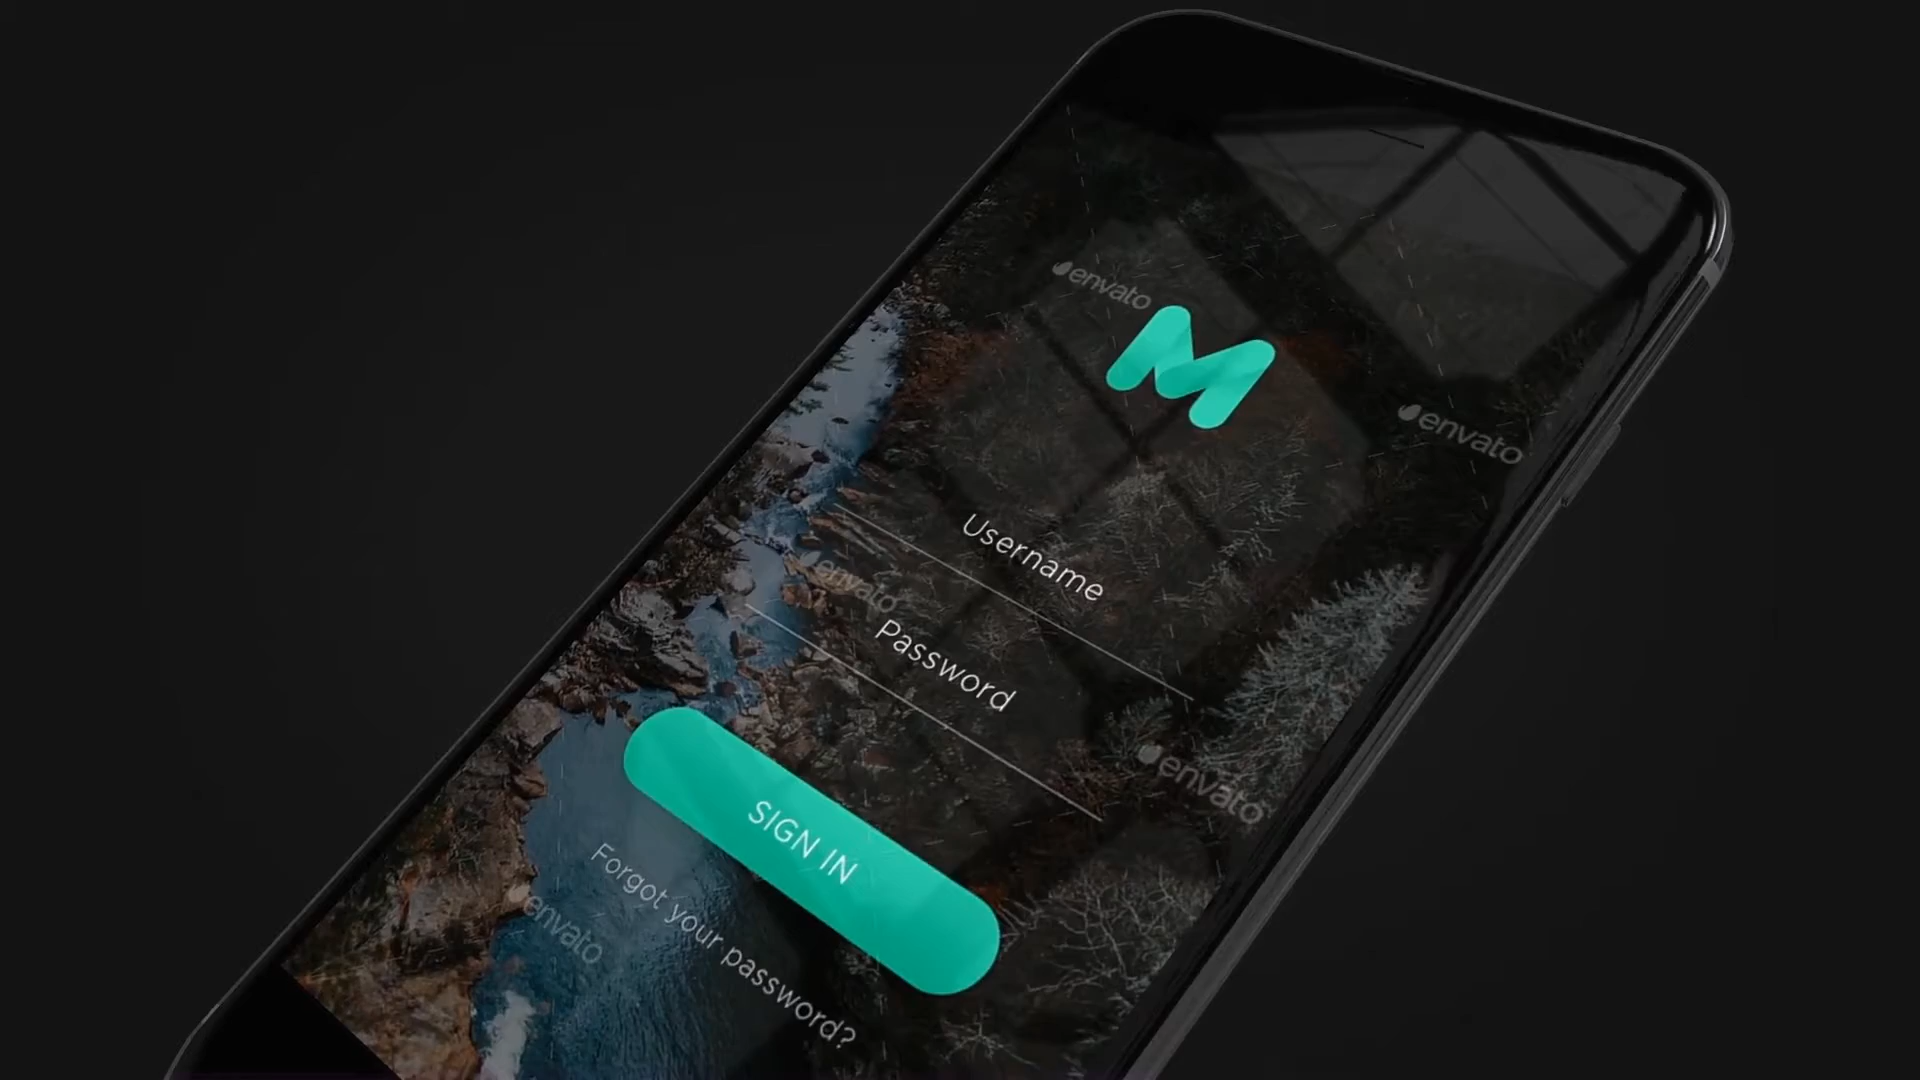 envato
M
envato
Username
envato
Password
envato
SIGN IN
Forgot your password?
envato